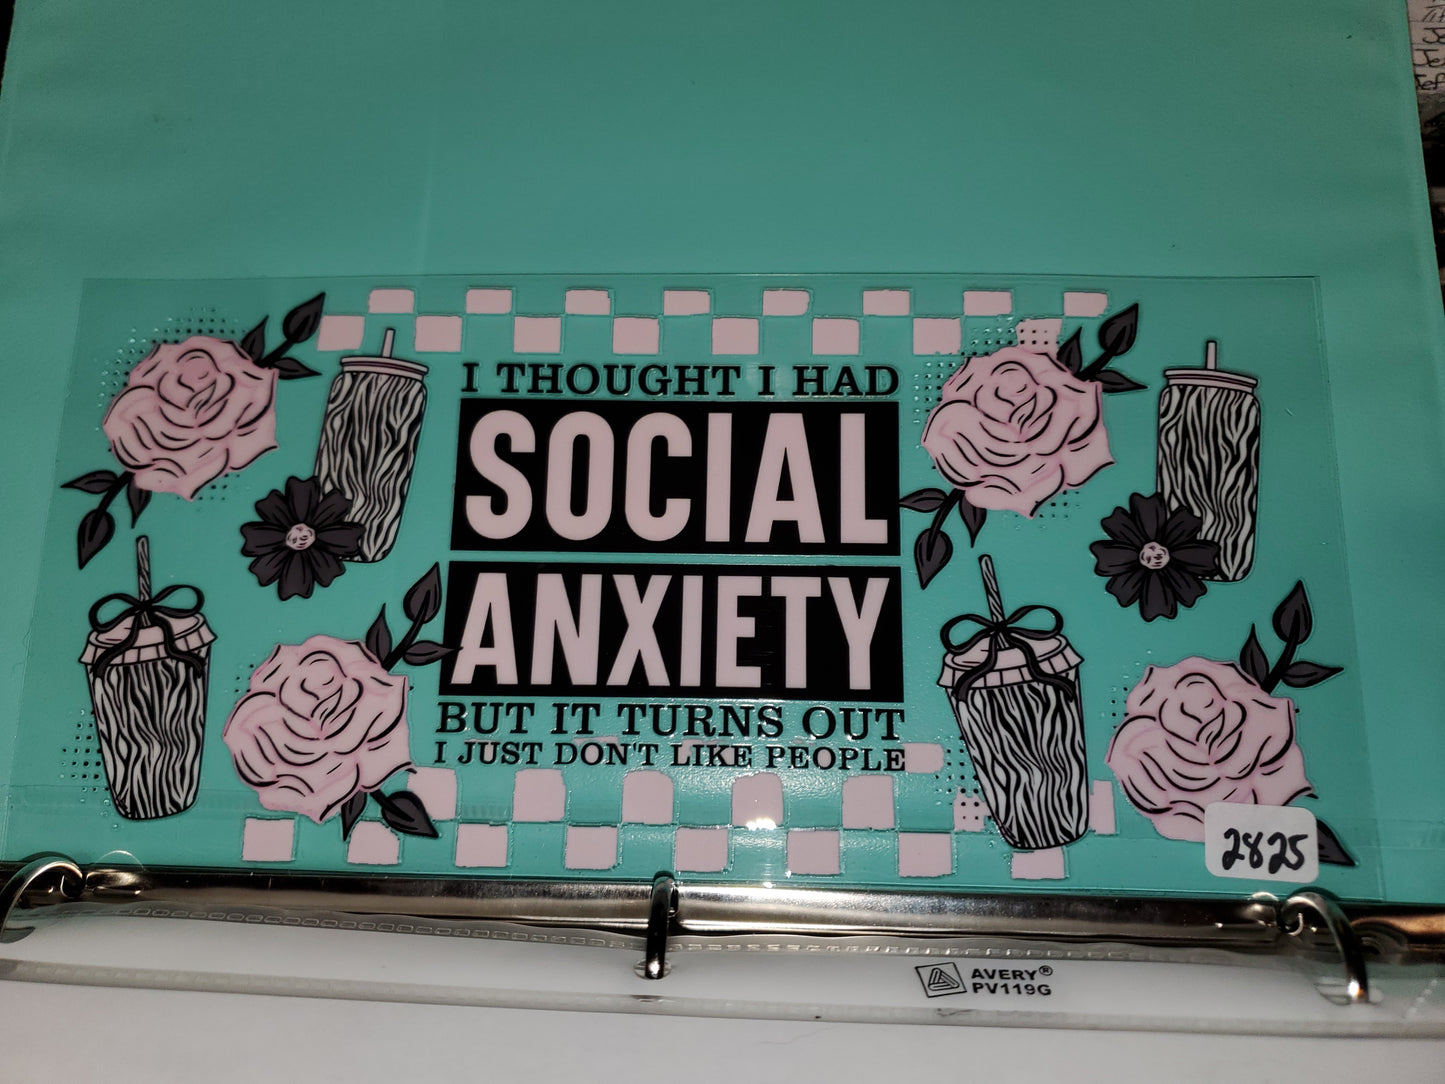 I THOUGHT I HAD
SOCIAL
ANXIETY
BUT IT TURNS OUT
I JUST DON'T LIKE PEOPLE
2825
AVERY®
PV119G